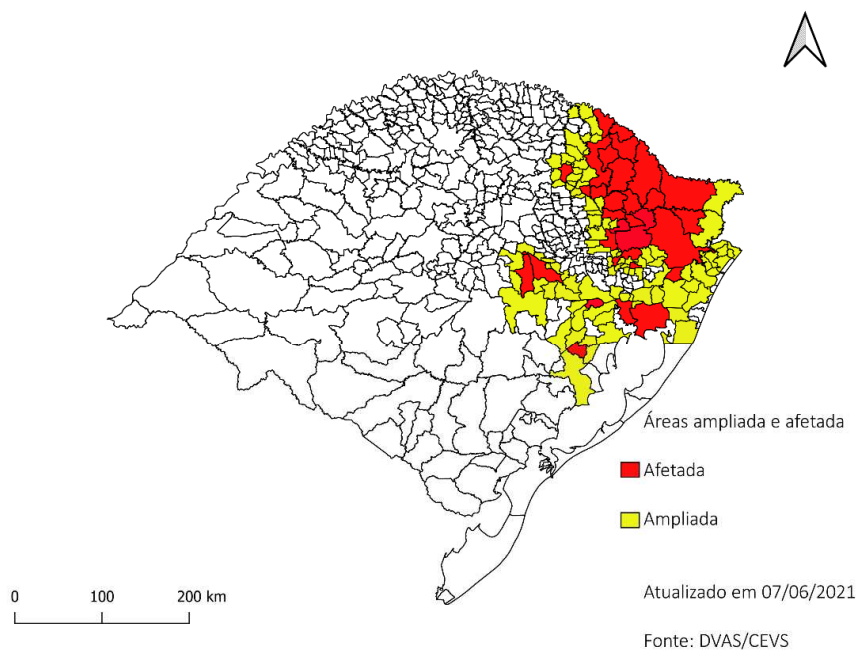 Áreas ampliada e afetada
Afetada
Ampliada
0 100 200 km
Atualizado em 07/06/2021
Fonte: DVAS/CEVS